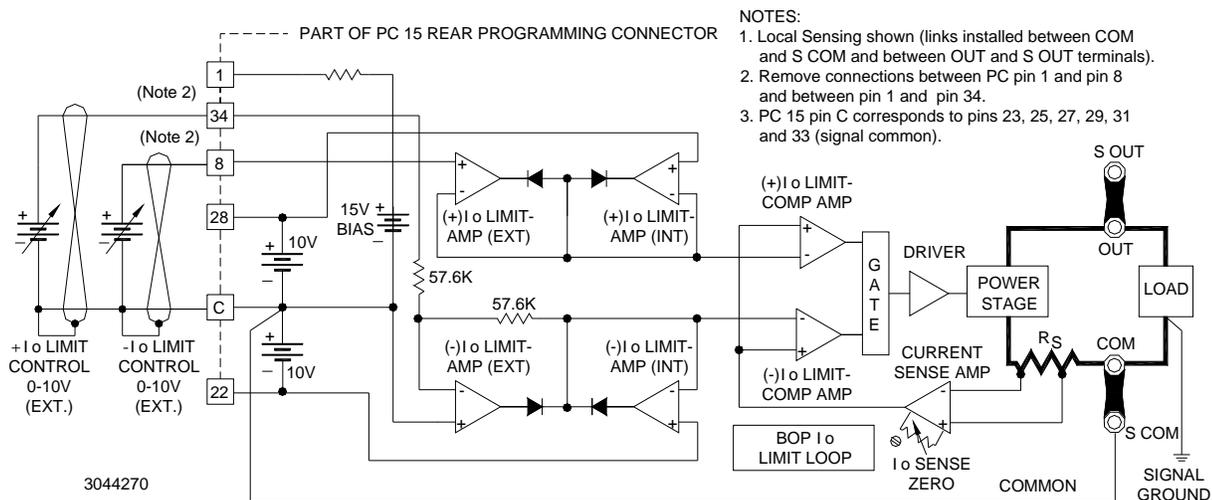 PART OF PC 15 REAR PROGRAMMING CONNECTOR
NOTES:
1. Local Sensing shown (links installed between COM
and S COM and between OUT and S OUT terminals).
2. Remove connections between PC pin 1 and pin 8
and between pin 1 and pin 34.
3. PC 15 pin C corresponds to pins 23, 25, 27, 29, 31
and 33 (signal common).
1
(Note 2)
34
(Note 2)
8
28
C
22
+
–
+
–
+
10V
–
+
10V
–
15V
BIAS
+
–
57.6K
57.6K
+
-
(+)I o LIMIT-
AMP (EXT)
+
-
(+)I o LIMIT-
AMP (INT)
(-)I o LIMIT-
AMP (EXT)
-
+
(-)I o LIMIT-
AMP (INT)
-
+
(+)I o LIMIT-
COMP AMP
+
-
-
+
(-)I o LIMIT-
COMP AMP
G
A
T
E
DRIVER
POWER
STAGE
S OUT
OUT
LOAD
RS
COM
S COM
CURRENT
SENSE AMP
-
+
I o SENSE
ZERO
BOP I o
LIMIT LOOP
COMMON
SIGNAL
GROUND
+I o LIMIT
CONTROL
0-10V
(EXT.)
-I o LIMIT
CONTROL
0-10V
(EXT.)
3044270